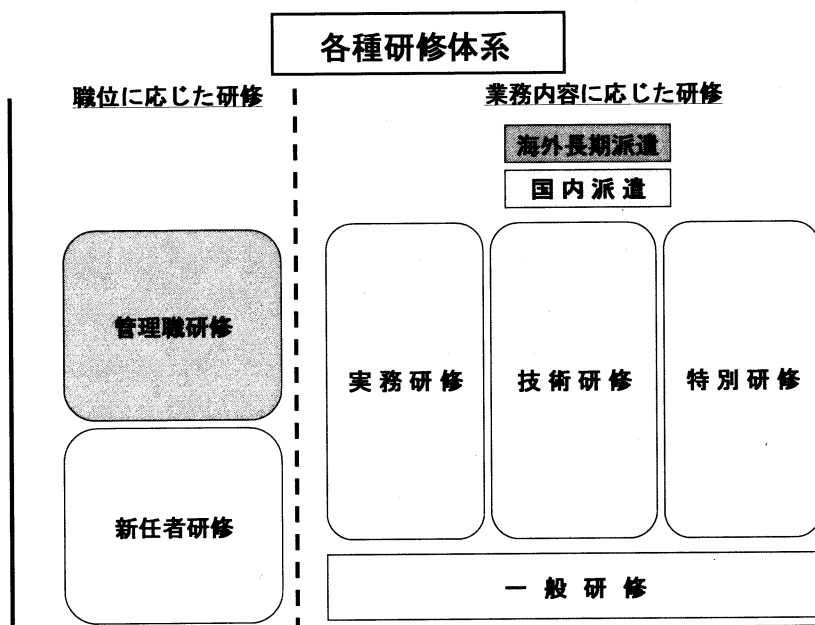 各種研修体系
職位に応じた研修
業務内容に応じた研修
海外長期派遣
国内派遣
管理職研修
実務研修
技術研修
特別研修
新任者研修
一般研修